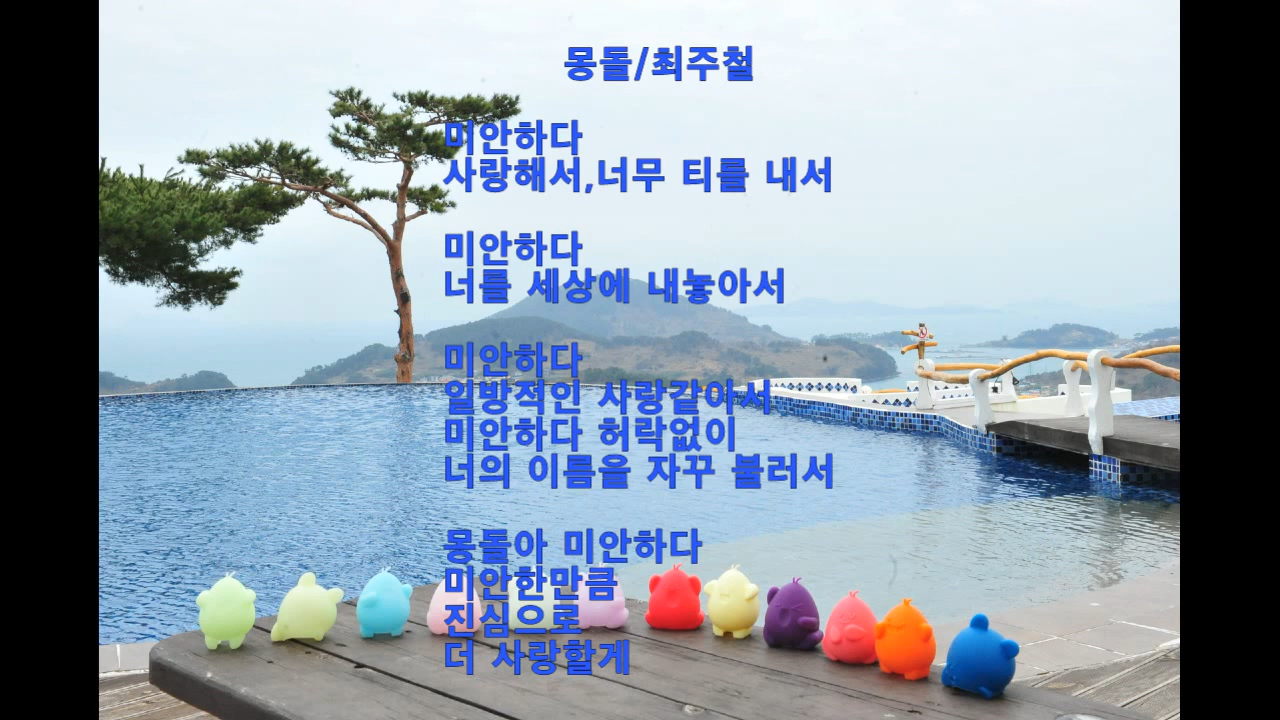 몽돌/최주철
미안하다
사랑해서,너무 티를 내서
미안하다
너를 세상에 내놓아서
미안하다
일방적인 사랑같아서
미안하다 허락없이
너의 이름을 자꾸 불러서
몽돌아 미안하다
미안한만큼
진심으로
더 사랑할게